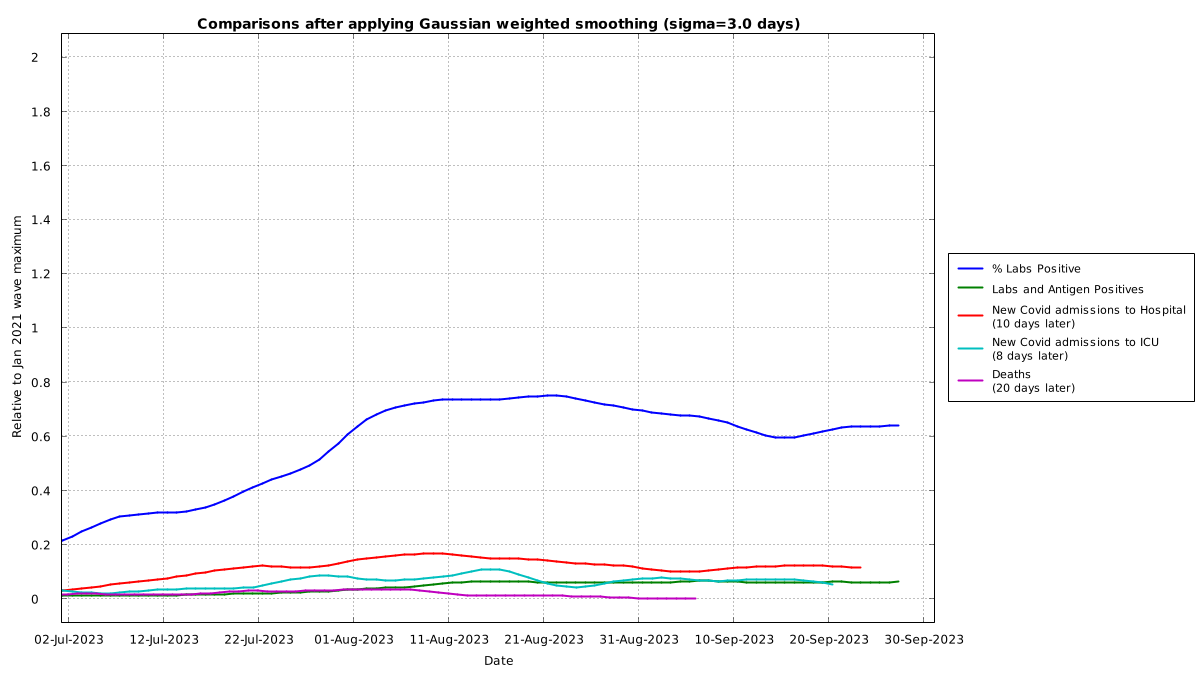 Comparisons after applying Gaussian weighted smoothing (sigma=3.0 days)
Relative to Jan 2021 wave maximum
2
1.8
1.6
1.4
1.2
1
0.8
0.6
0.4
0.2
0
02-Jul-2023 12-Jul-2023 22-Jul-2023 01-Aug-2023 11-Aug-2023 21-Aug-2023 31-Aug-2023 10-Sep-2023 20-Sep-2023 30-Sep-2023
Date
% Labs Positive
Labs and Antigen Positives
New Covid admissions to Hospital
(10 days later)
New Covid admissions to ICU
(8 days later)
Deaths
(20 days later)